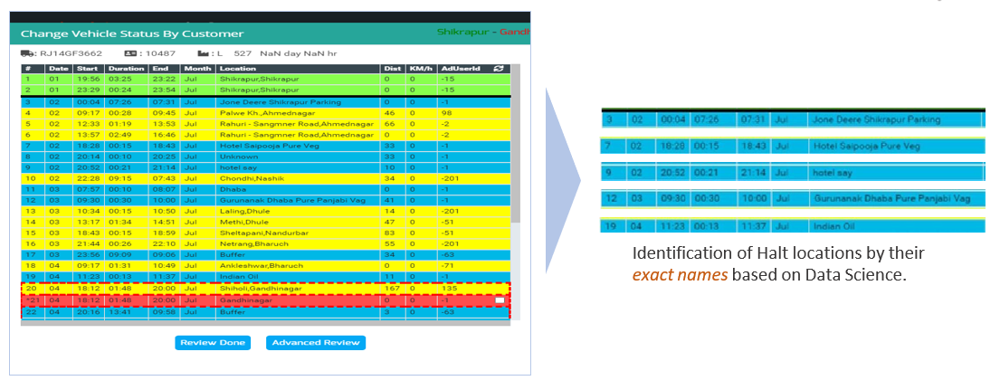 Change Vehicle Status By Customer
Shikrapur - Gandh
: RJ14GF3662 : 10487 : L 527 NaN day NaN hr
# Date Start Duration End Month Location Dist KM/h AdUserId
1 01 19:56 03:25 23:22 Jul Shikrapur,Shikrapur 0 0 -15
2 01 23:29 00:24 23:54 Jul Shikrapur,Shikrapur 0 0 -15
3 02 00:04 07:26 07:31 Jul Jone Deere Shikrapur Parking 0 0 -1
4 02 09:17 00:28 09:45 Jul Palwe Kh.,Ahmednagar 46 0 98
5 02 12:33 01:19 13:53 Jul Rahuri - Sangmner Road,Ahmednagar 66 0 -2
6 02 13:57 02:49 16:46 Jul Rahuri - Sangmner Road,Ahmednagar 0 0 -2
7 02 18:28 00:15 18:43 Jul Hotel Saipooja Pure Veg 33 0 -1
8 02 20:14 00:10 20:25 Jul Unknown 33 0 -1
9 02 20:52 00:21 21:14 Jul hotel say 10 0 -1
10 02 22:28 09:15 07:43 Jul Chondhi,Nashik 34 0 -201
11 03 07:57 00:10 08:07 Jul Dhaba 0 0 -1
12 03 09:30 00:30 10:00 Jul Gurunanak Dhaba Pure Panjabi Vag 41 0 -1
13 03 10:34 00:15 10:50 Jul Laling,Dhule 14 0 -201
14 03 13:17 01:34 14:51 Jul Methi,Dhule 47 0 -51
15 03 18:43 00:15 18:59 Jul Sheltapani,Nandurbar 83 0 -51
16 03 21:44 00:26 22:10 Jul Netrang,Bharuch 55 0 -201
17 03 23:56 09:09 09:06 Jul Buffer 34 0 -63
18 04 09:17 01:31 10:49 Jul Ankleshwar,Bharuch 0 0 -71
19 04 11:23 00:13 11:37 Jul Indian Oil 11 0 -1
20 04 18:12 01:48 20:00 Jul Shiholi,Gandhinagar 167 0 135
*21 04 18:12 01:48 20:00 Jul Gandhinagar 0 0 -1
22 04 20:16 13:41 09:58 Jul Buffer 3 0 -63
Review Done Advanced Review
3 02 00:04 07:26 07:31 Jul Jone Deere Shikrapur Parking
7 02 18:28 00:15 18:43 Jul Hotel Saipooja Pure Veg
9 02 20:52 00:21 21:14 Jul hotel say
12 03 09:30 00:30 10:00 Jul Gurunanak Dhaba Pure Panjabi Vag
19 04 11:23 00:13 11:37 Jul Indian Oil
Identification of Halt locations by their
exact names based on Data Science.